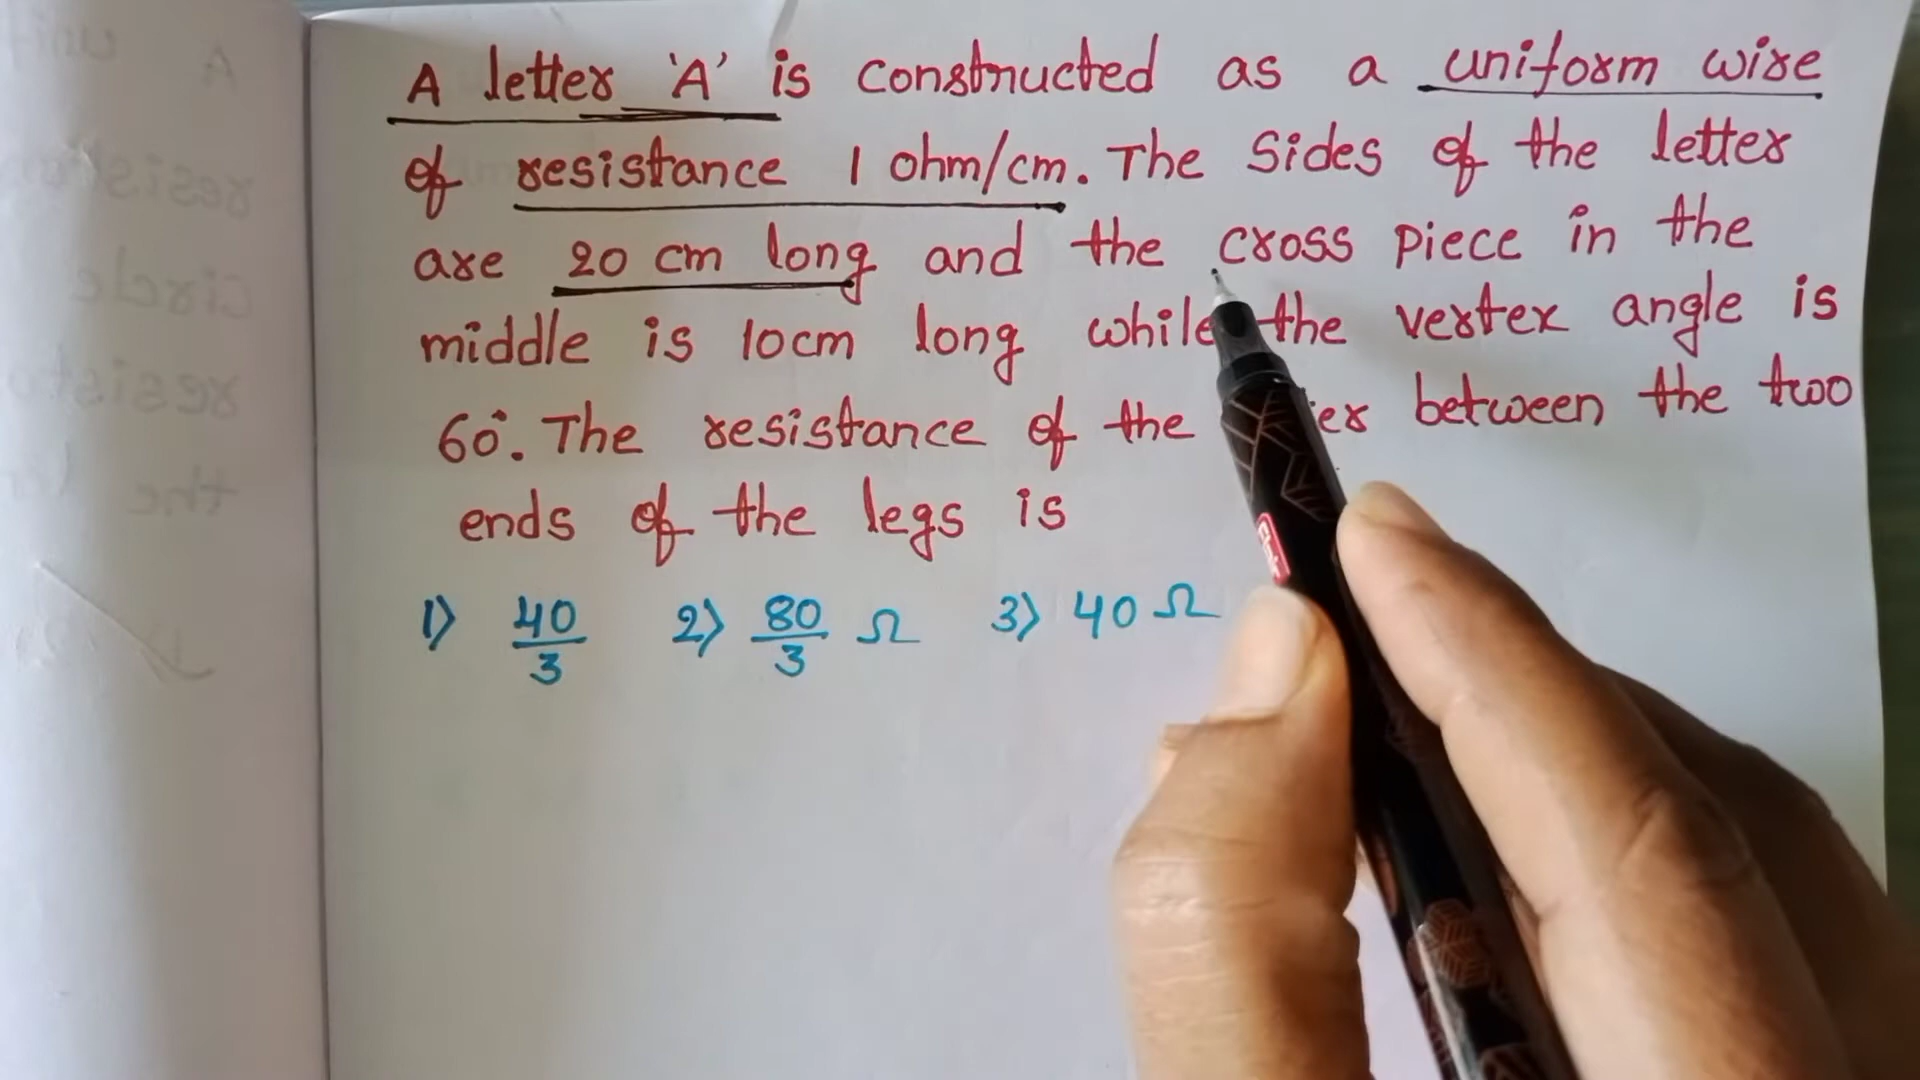 A letter 'A' is constructed as a uniform wire
of resistance 1 ohm/cm. The sides of the letter
are 20 cm long and the cross piece in the
middle is 10cm long while the vertex angle is
60°. The resistance of the between the two
ends of the legs is
1) 40/3 2) 80/3 Ω 3) 40 Ω